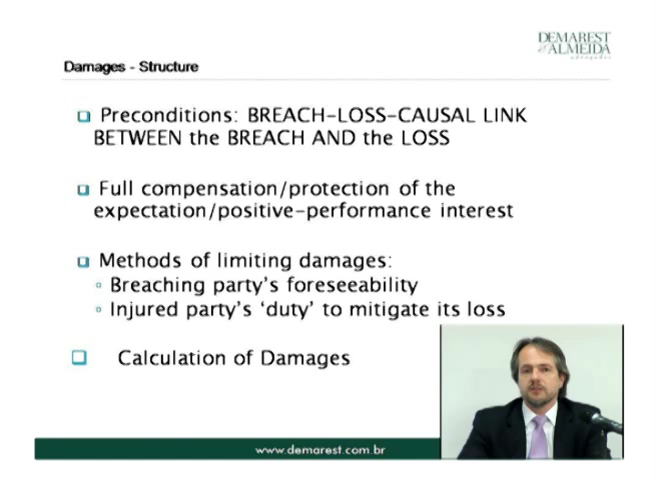 DEMAREST
& ALMEIDA
advogados
Damages - Structure
Preconditions: BREACH-LOSS-CAUSAL LINK
BETWEEN the BREACH AND the LOSS
Full compensation/protection of the
expectation/positive-performance interest
Methods of limiting damages:
Breaching party's foreseeability
Injured party's 'duty' to mitigate its loss
Calculation of Damages
www.demarest.com.br